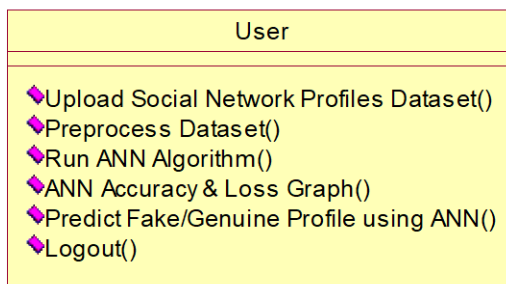 User
Upload Social Network Profiles Dataset()
Preprocess Dataset()
Run ANN Algorithm()
ANN Accuracy & Loss Graph()
Predict Fake/Genuine Profile using ANN()
Logout()